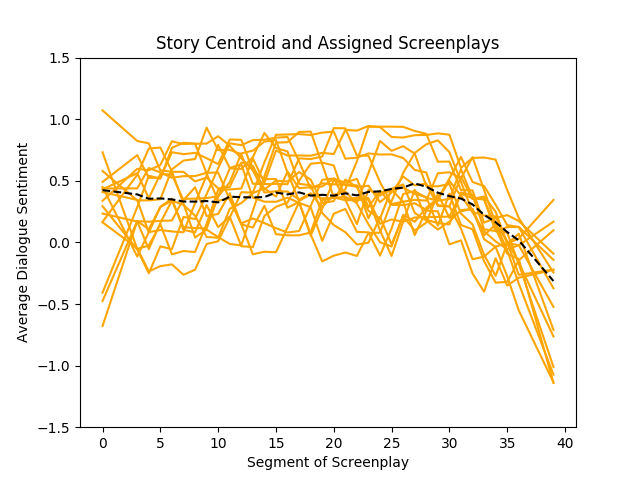 Story Centroid and Assigned Screenplays
1.5
1.0
0.5
0.0
−0.5
−1.0
−1.5
Average Dialogue Sentiment
0 5 10 15 20 25 30 35 40
Segment of Screenplay